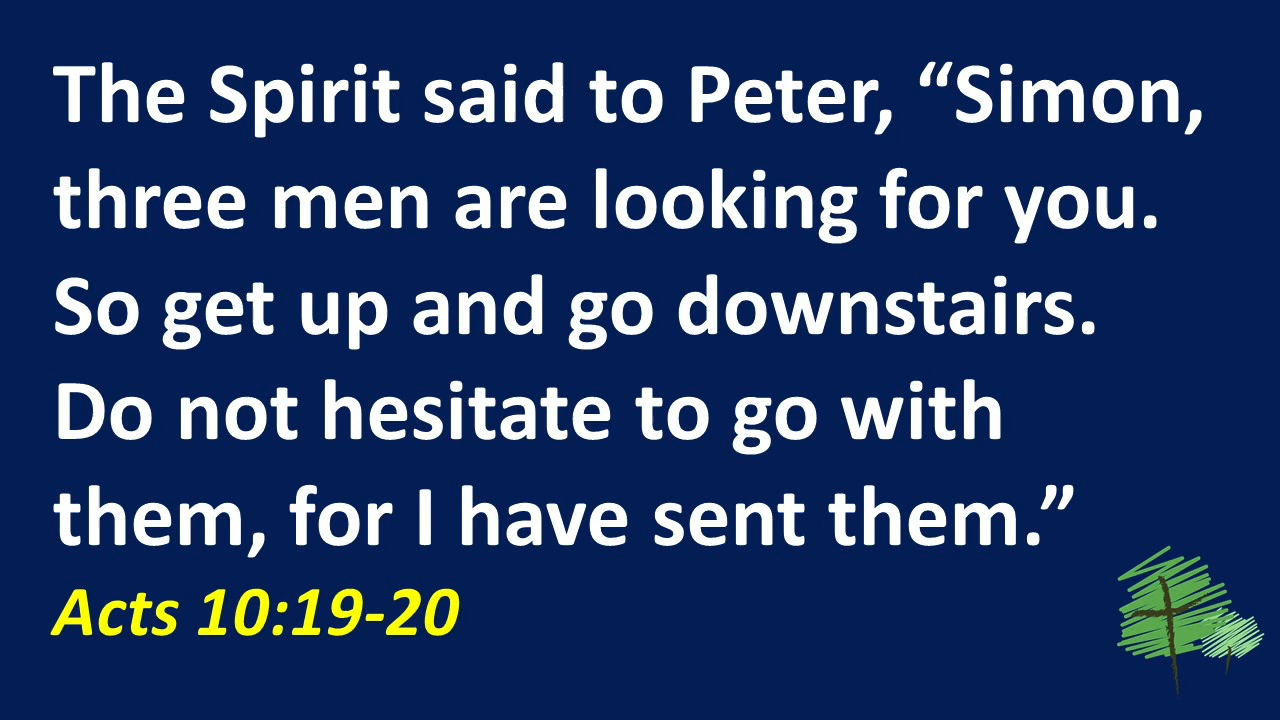 The Spirit said to Peter, “Simon,
three men are looking for you.
So get up and go downstairs.
Do not hesitate to go with
them, for I have sent them.”
Acts 10:19-20